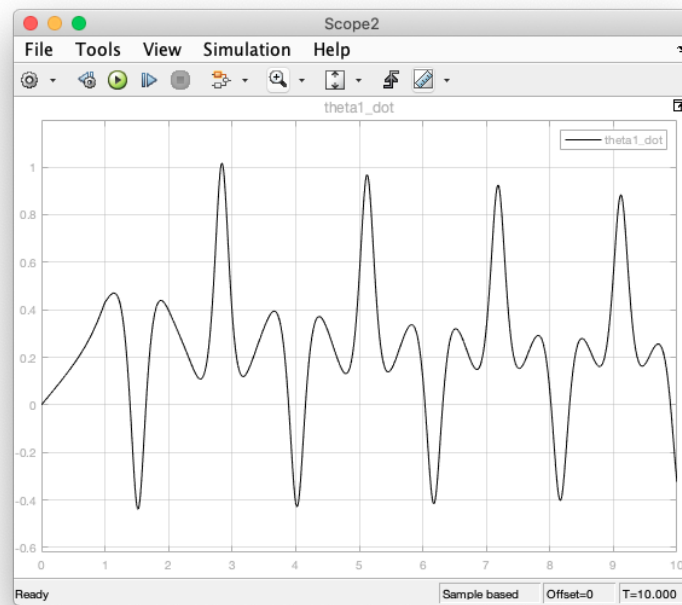 Scope2
File Tools View Simulation Help
theta1_dot
theta1_dot
1
0.8
0.6
0.4
0.2
0
-0.2
-0.4
-0.6
0 1 2 3 4 5 6 7 8 9 10
Ready Sample based Offset=0 T=10.000